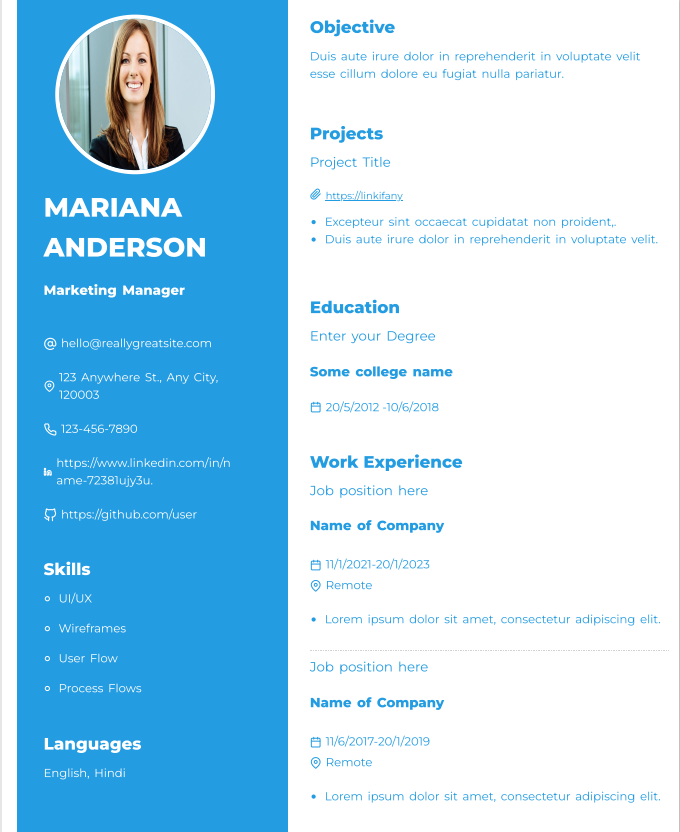 MARIANA
ANDERSON
Marketing Manager
hello@reallygreatsite.com
123 Anywhere St., Any City,
120003
123-456-7890
https://www.linkedin.com/in/n
ame-72381ujy3u.
https://github.com/user
Skills
UI/UX
Wireframes
User Flow
Process Flows
Languages
English, Hindi
Objective
Duis aute irure dolor in reprehenderit in voluptate velit
esse cillum dolore eu fugiat nulla pariatur.
Projects
Project Title
https://linkifany
Excepteur sint occaecat cupidatat non proident,.
Duis aute irure dolor in reprehenderit in voluptate velit.
Education
Enter your Degree
Some college name
20/5/2012 -10/6/2018
Work Experience
Job position here
Name of Company
11/1/2021-20/1/2023
Remote
Lorem ipsum dolor sit amet, consectetur adipiscing elit.
Job position here
Name of Company
11/6/2017-20/1/2019
Remote
Lorem ipsum dolor sit amet, consectetur adipiscing elit.